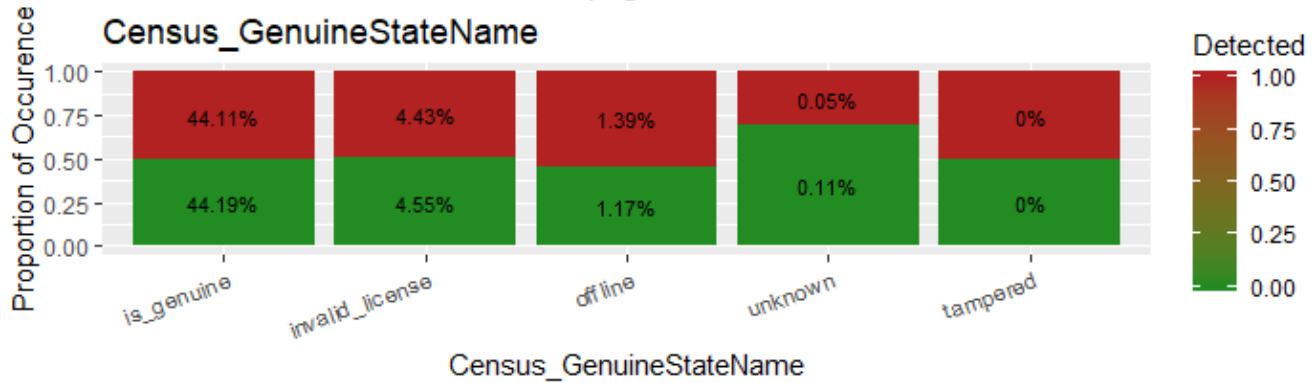 Census_GenuineStateName
Proportion of Occurence
1.00
0.75
0.50
0.25
0.00
44.11% 4.43% 1.39% 0.05% 0%
44.19% 4.55% 1.17% 0.11% 0%
is_genuine invalid_license offline unknown tampered
Census_GenuineStateName
Detected
1.00
0.75
0.50
0.25
0.00